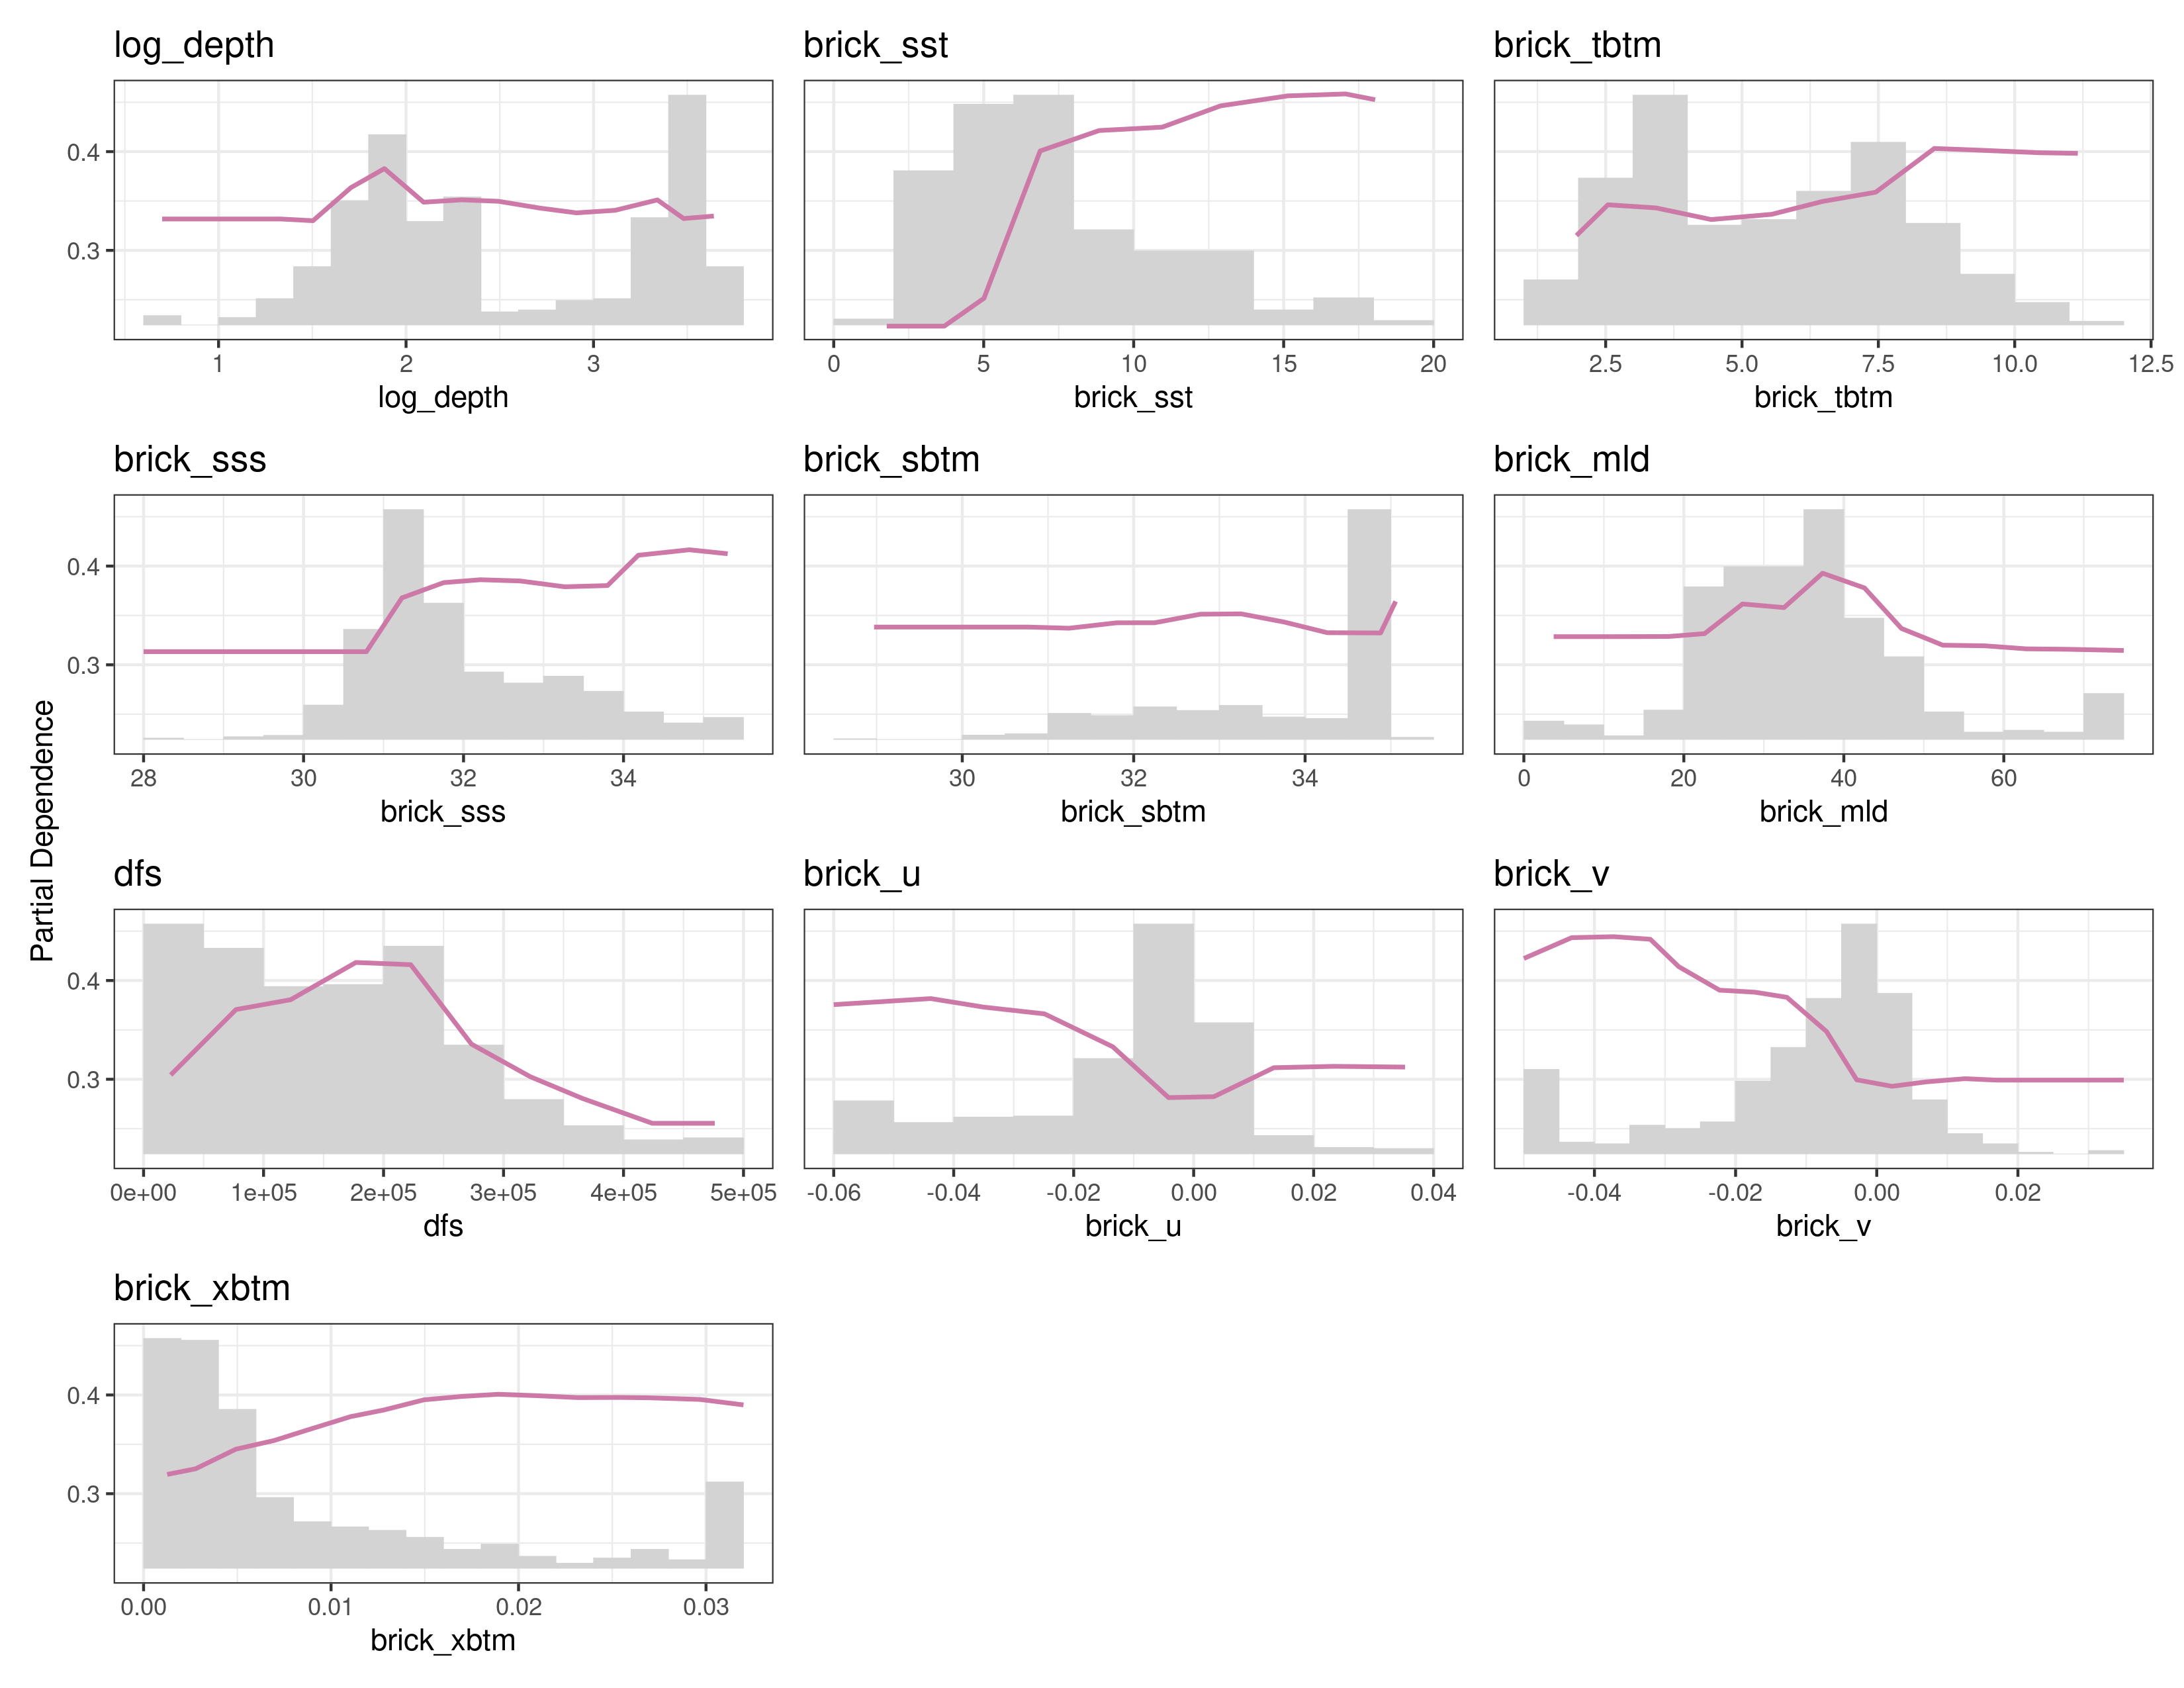 log_depth
brick_sst
brick_tbtm
0.4
0.3
1 2 3
0 5 10 15 20
2.5 5.0 7.5 10.0 12.5
log_depth
brick_sst
brick_tbtm
brick_sss
brick_sbtm
brick_mld
0.4
0.3
28 30 32 34
30 32 34
0 20 40 60
brick_sss
brick_sbtm
brick_mld
Partial Dependence
dfs
brick_u
brick_v
0.4
0.3
0e+00 1e+05 2e+05 3e+05 4e+05 5e+05
-0.06 -0.04 -0.02 0.00 0.02 0.04
-0.04 -0.02 0.00 0.02
dfs
brick_u
brick_v
brick_xbtm
0.4
0.3
0.00 0.01 0.02 0.03
brick_xbtm